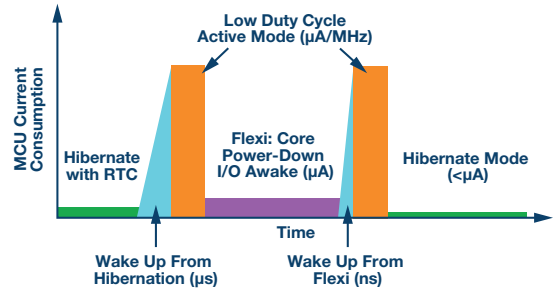 Low Duty Cycle
Active Mode (µA/MHz)
MCU Current
Consumption
Hibernate
with RTC
Flexi: Core
Power-Down
I/O Awake (µA)
Hibernate Mode
(<µA)
Time
Wake Up From
Hibernation (µs)
Wake Up From
Flexi (ns)